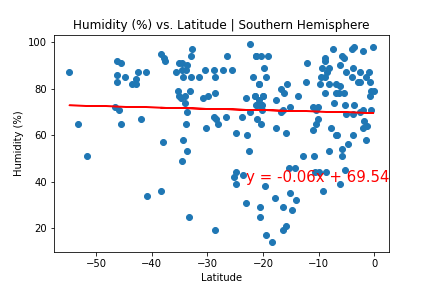 Humidity (%) vs. Latitude | Southern Hemisphere
100
80
60
40
20
Humidity (%)
y = -0.06x + 69.54
−50
−40
−30
−20
−10
0
Latitude